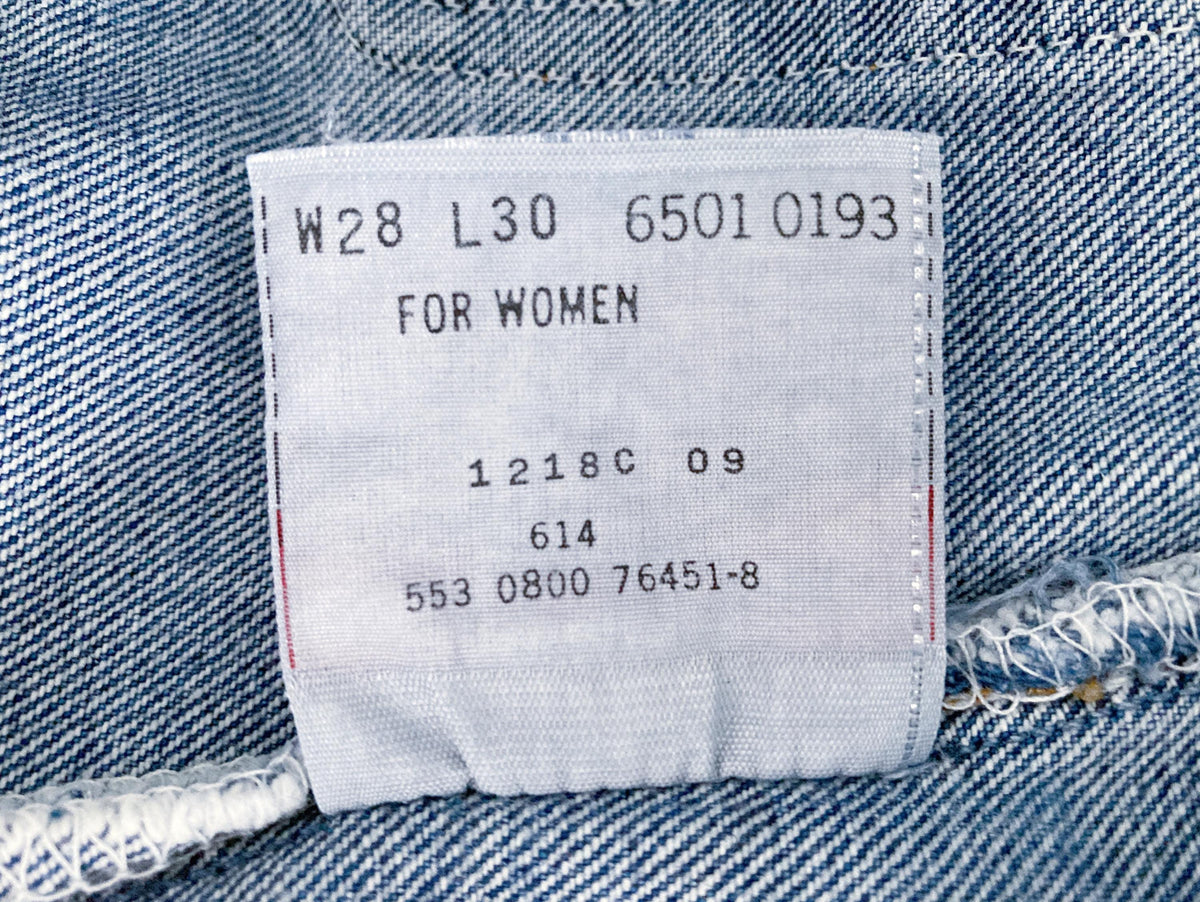 W28 L30 6501 0193
FOR WOMEN
1218C 09
614
553 0800 76451-8